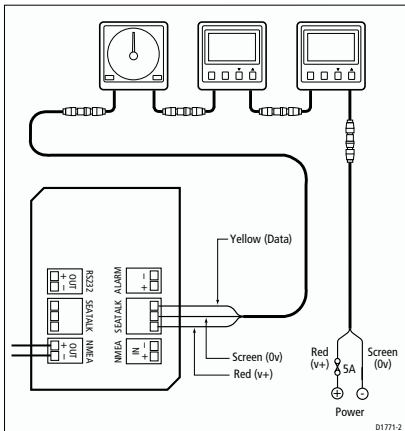 Yellow (Data)
RS232
OUT
+ -
ALARM
- +
SEATALK
SEATALK
NMEA
OUT
+ -
NMEA
IN
- +
Screen (0v)
Red (v+)
Red
(v+)
5A
Screen
(0v)
+
-
Power
D1771-2